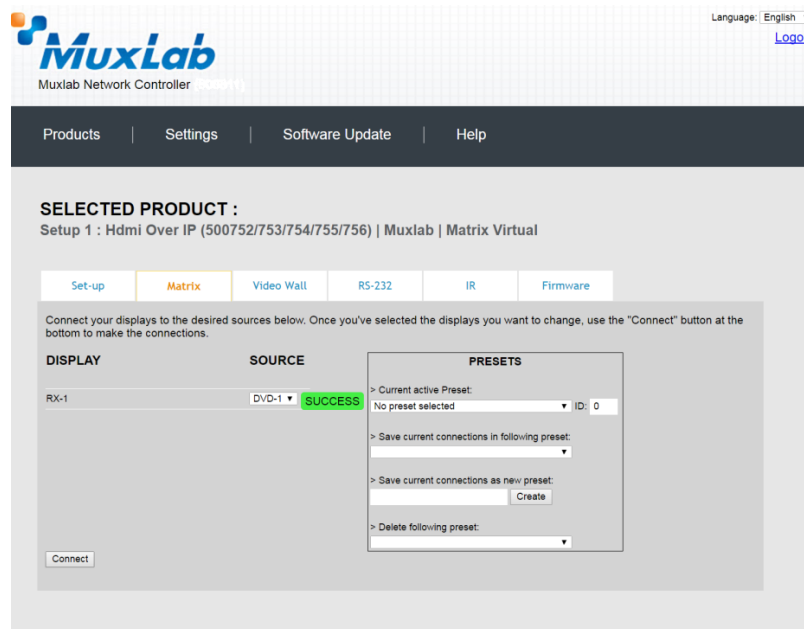 Language: English
Logo
MuxLab
Muxlab Network Controller
Products | Settings | Software Update | Help
SELECTED PRODUCT :
Setup 1 : Hdmi Over IP (500752/753/754/755/756) | Muxlab | Matrix Virtual
Set-up Matrix Video Wall RS-232 IR Firmware
Connect your displays to the desired sources below. Once you've selected the displays you want to change, use the "Connect" button at the
bottom to make the connections.
DISPLAY SOURCE PRESETS
> Current active Preset:
RX-1 DVD-1 SUCCESS No preset selected ID: 0
> Save current connections in following preset:
> Save current connections as new preset:
Create
> Delete following preset:
Connect